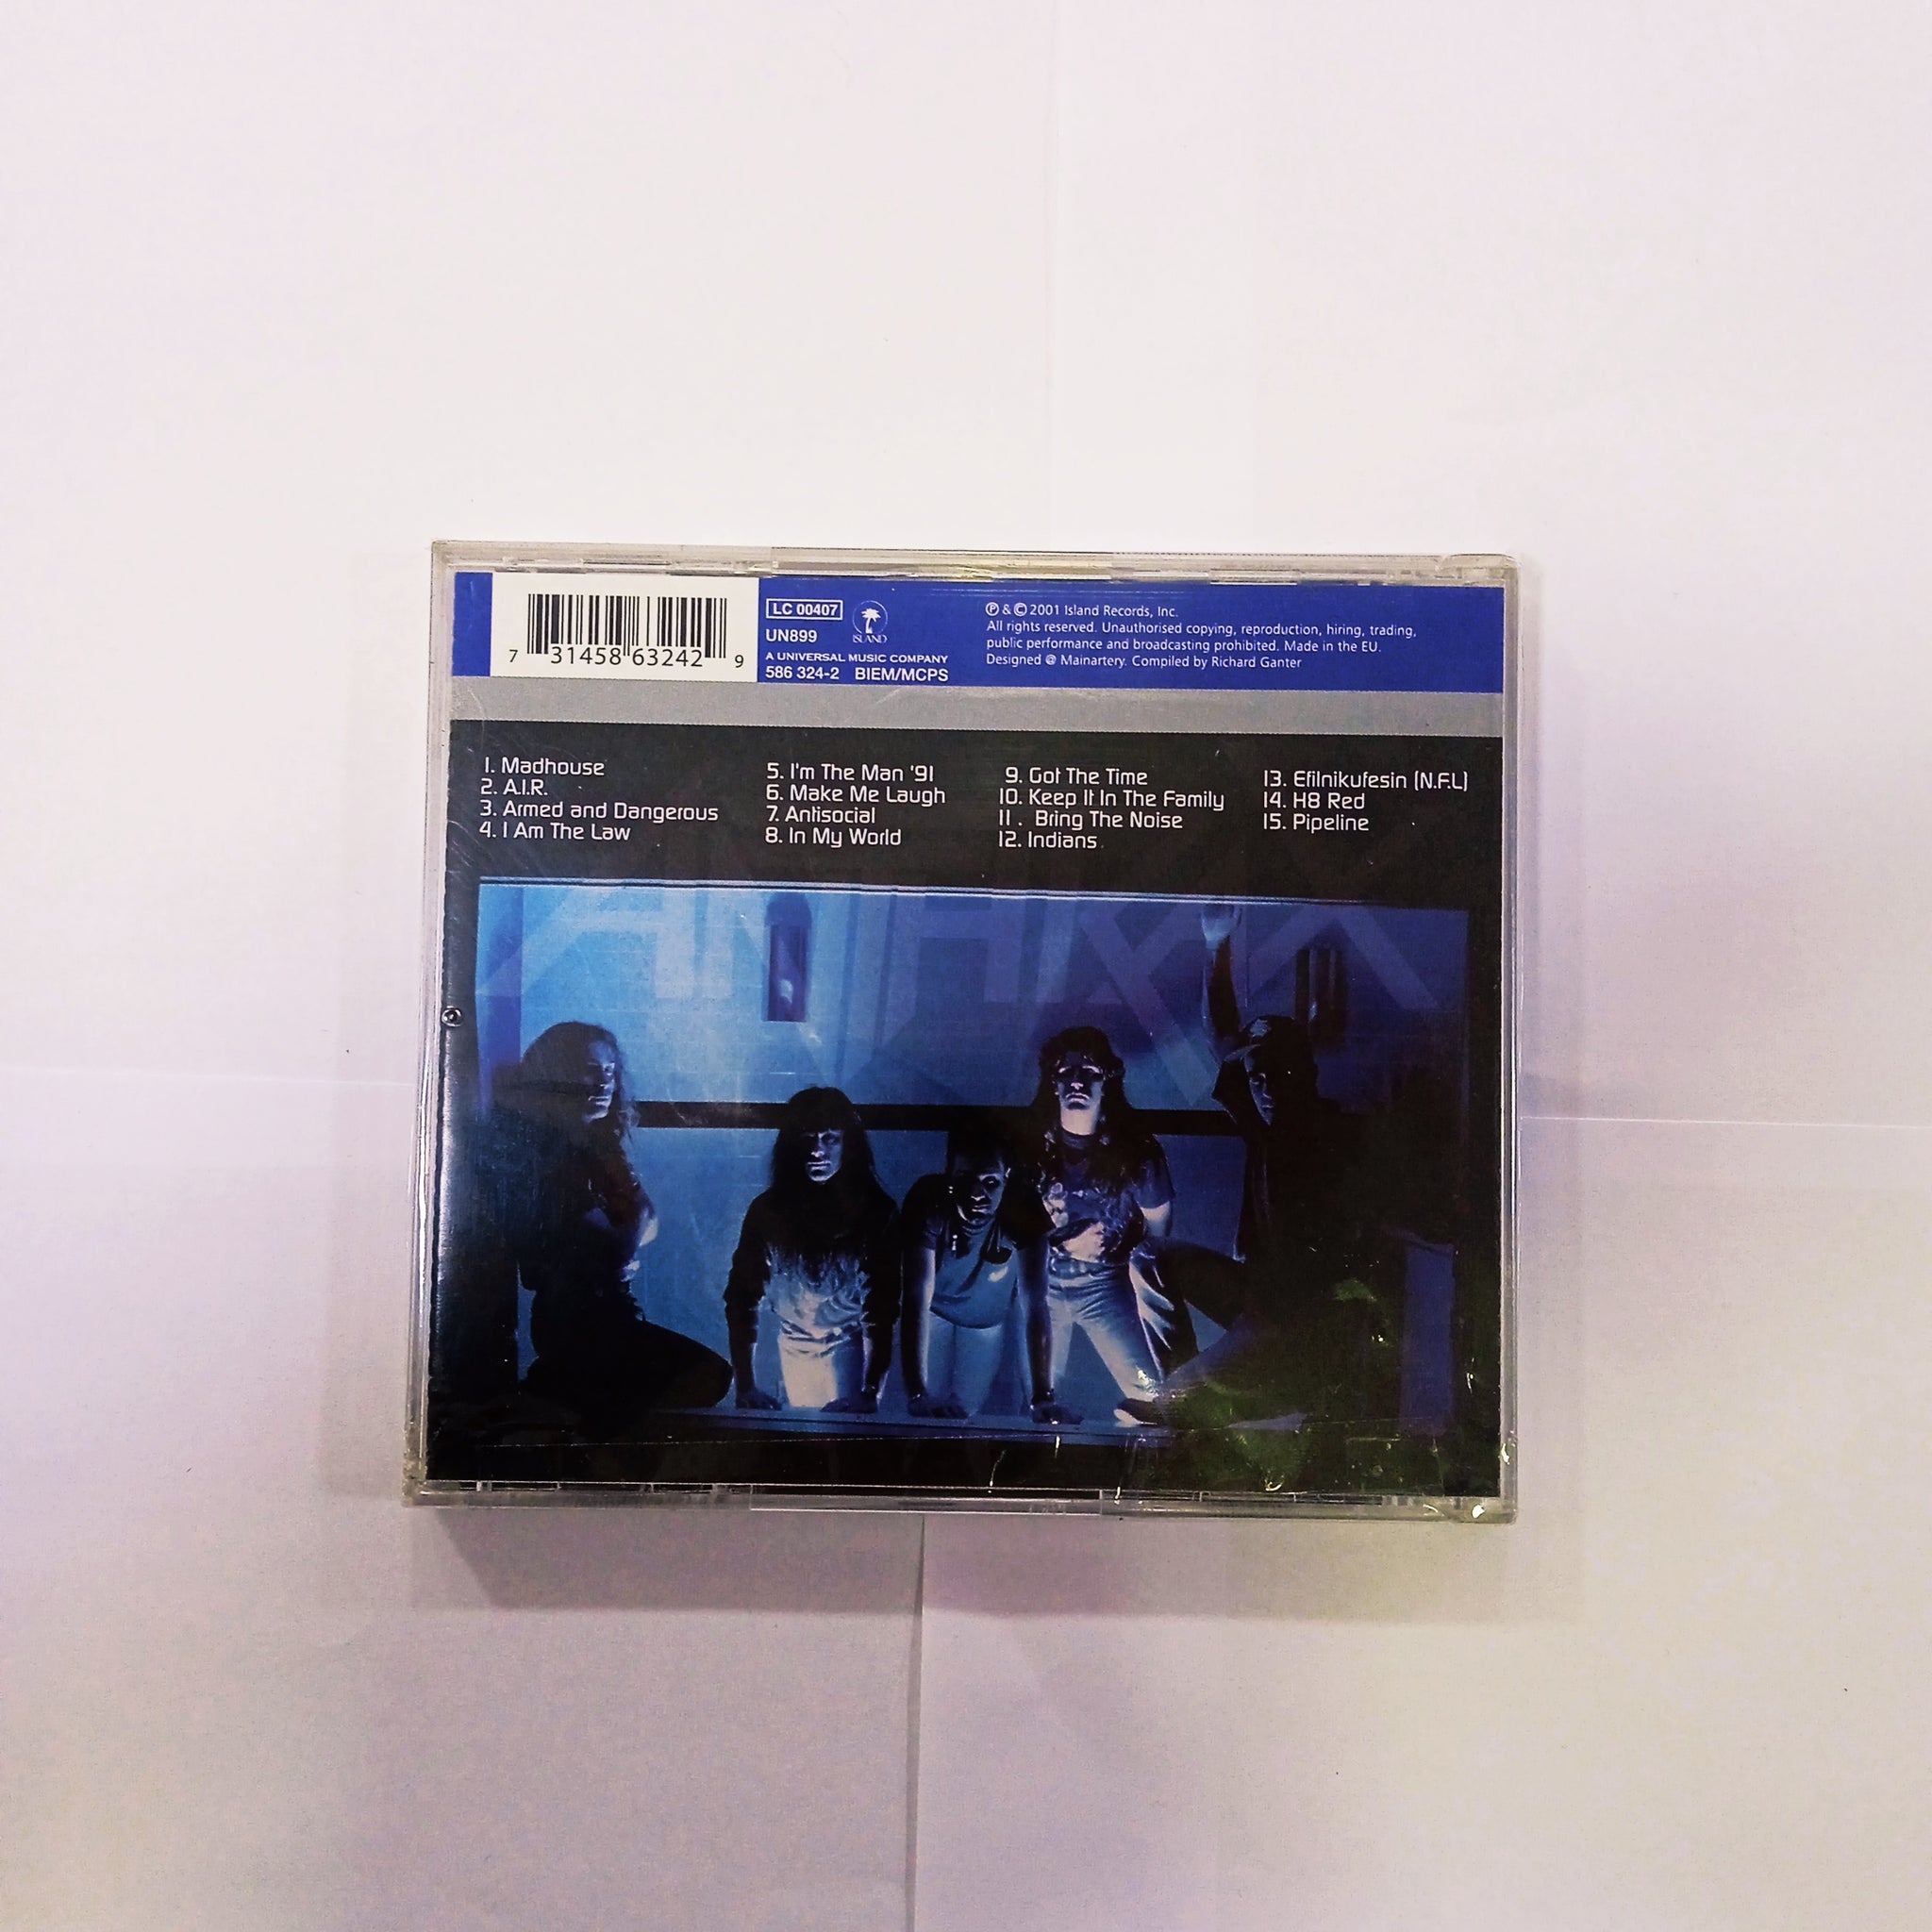 7 31458 63242 9
LC 00407
ISLAND
UN899
A UNIVERSAL MUSIC COMPANY
586 324-2 BIEM/MCPS
℗ & © 2001 Island Records, Inc.
All rights reserved. Unauthorised copying, reproduction, hiring, trading,
public performance and broadcasting prohibited. Made in the EU.
Designed @ Mainartery. Compiled by Richard Ganter
1. Madhouse
2. A.I.R.
3. Armed and Dangerous
4. I Am The Law
5. I'm The Man '91
6. Make Me Laugh
7. Antisocial
8. In My World
9. Got The Time
10. Keep It In The Family
11 . Bring The Noise
12. Indians
13. Efilnikufesin (N.F.L)
14. H8 Red
15. Pipeline
ANTHRAX